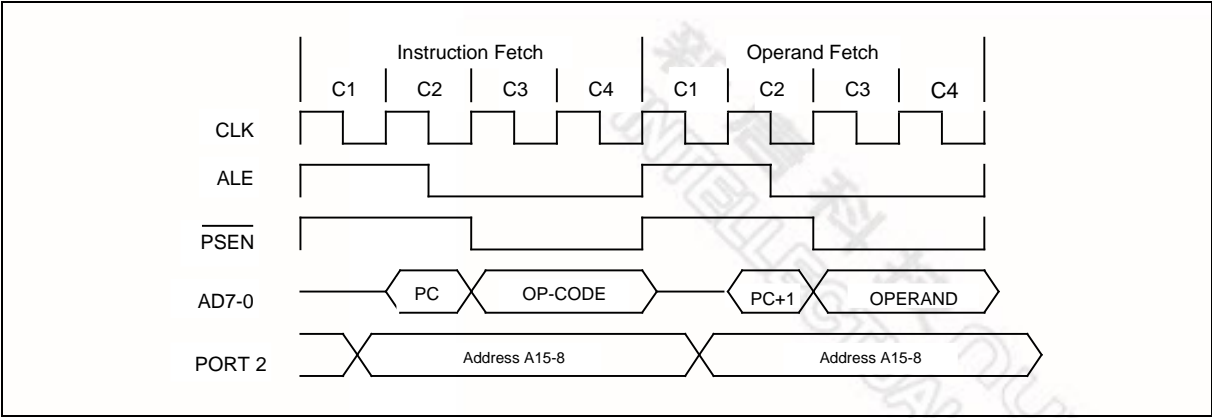 Instruction Fetch Operand Fetch
C1 C2 C3 C4 C1 C2 C3 C4
CLK
ALE
PSEN
AD7-0 PC OP-CODE PC+1 OPERAND
PORT 2 Address A15-8 Address A15-8